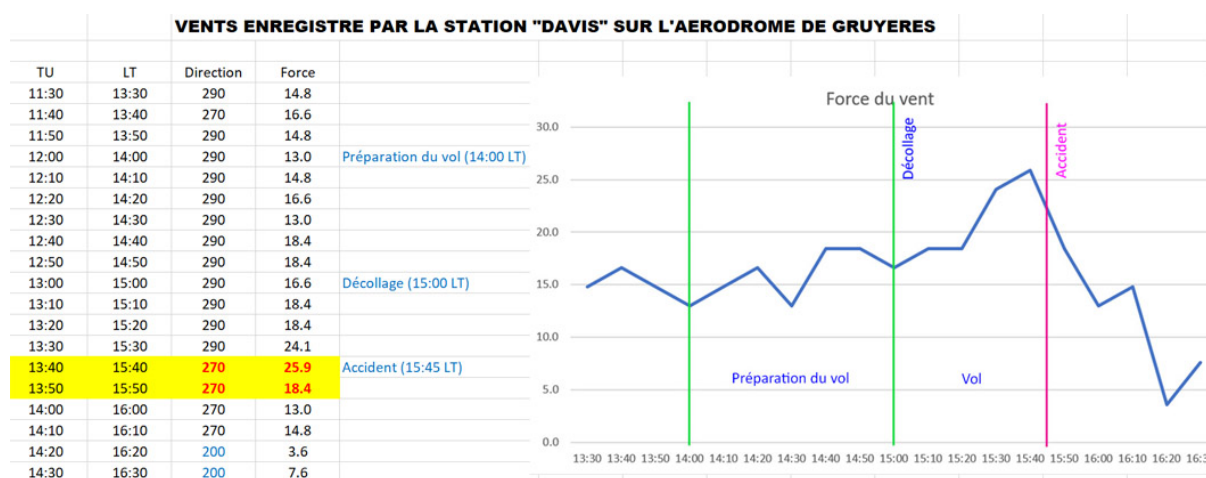 VENTS ENREGISTRE PAR LA STATION "DAVIS" SUR L'AERODROME DE GRUYERES
TU LT Direction Force
11:30 13:30 290 14.8
11:40 13:40 270 16.6
11:50 13:50 290 14.8
12:00 14:00 290 13.0 Préparation du vol (14:00 LT)
12:10 14:10 290 14.8
12:20 14:20 290 16.6
12:30 14:30 290 13.0
12:40 14:40 290 18.4
12:50 14:50 290 18.4
13:00 15:00 290 16.6 Décollage (15:00 LT)
13:10 15:10 290 18.4
13:20 15:20 290 18.4
13:30 15:30 290 24.1
13:40 15:40 270 25.9 Accident (15:45 LT)
13:50 15:50 270 18.4
14:00 16:00 270 13.0
14:10 16:10 270 14.8
14:20 16:20 200 3.6
14:30 16:30 200 7.6
Force du vent
30.0
25.0
20.0
15.0
10.0
5.0
0.0
Décollage
Accident
Préparation du vol
Vol
13:30 13:40 13:50 14:00 14:10 14:20 14:30 14:40 14:50 15:00 15:10 15:20 15:30 15:40 15:50 16:00 16:10 16:20 16:3